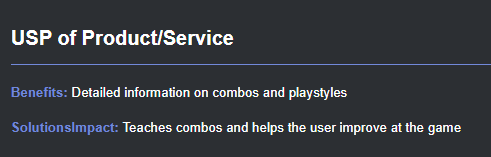 USP of Product/Service
Benefits: Detailed information on combos and playstyles
SolutionsImpact: Teaches combos and helps the user improve at the game